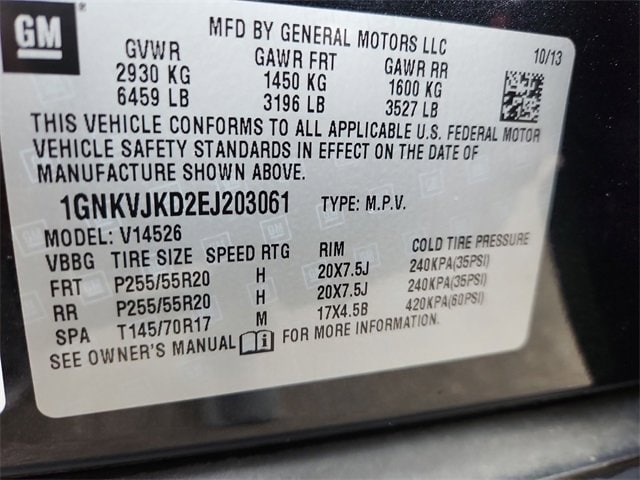 GM
MFD BY GENERAL MOTORS LLC
10/13
GVWR GAWR FRT GAWR RR
2930 KG 1450 KG 1600 KG
6459 LB 3196 LB 3527 LB
THIS VEHICLE CONFORMS TO ALL APPLICABLE U.S. FEDERAL MOTOR
VEHICLE SAFETY STANDARDS IN EFFECT ON THE DATE OF
MANUFACTURE SHOWN ABOVE.
1GNKVJKD2EJ203061 TYPE: M.P.V.
MODEL: V14526
VBBG TIRE SIZE SPEED RTG RIM COLD TIRE PRESSURE
FRT P255/55R20 H 20X7.5J 240KPA(35PSI)
RR P255/55R20 H 20X7.5J 240KPA(35PSI)
SPA T145/70R17 M 17X4.5B 420KPA(60PSI)
SEE OWNER'S MANUAL i FOR MORE INFORMATION.